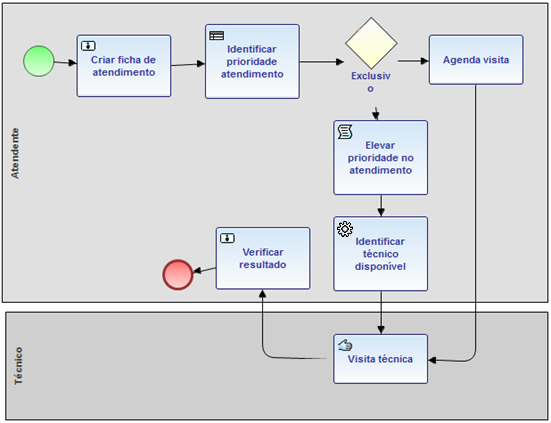 Atendente
Criar ficha de
atendimento
Identificar
prioridade
atendimento
Exclusiv
o
Agenda visita
Elevar
prioridade no
atendimento
Identificar
técnico
disponivel
Verificar
resultado
Técnico
Visita técnica